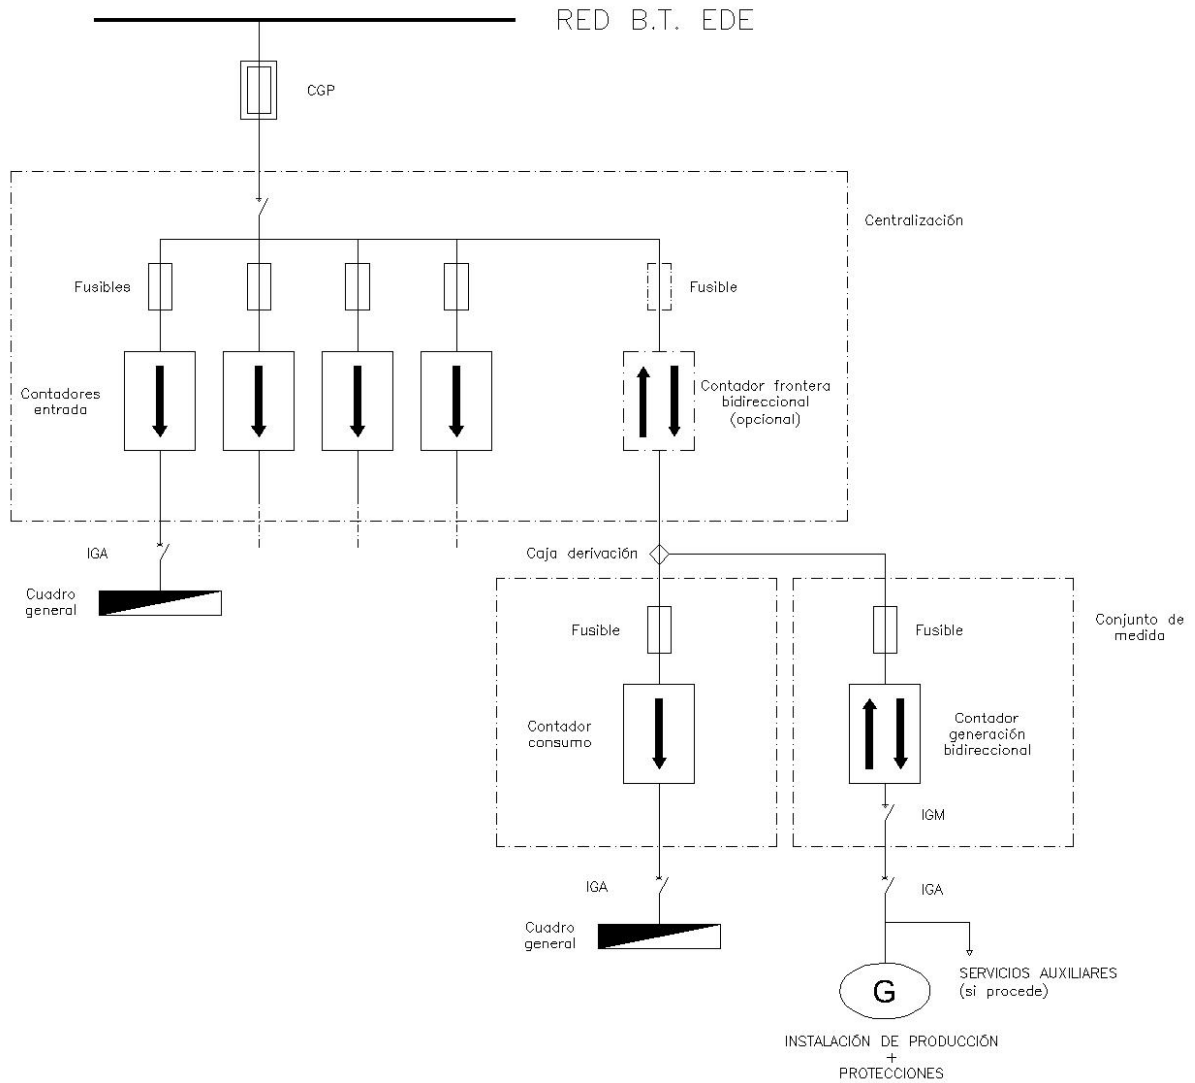 RED B.T. EDE
CGP
Centralización
Fusibles
Fusible
Contadores
entrada
Contador frontera
bidireccional
(opcional)
IGA
Caja derivación
Cuadro
general
Fusible
Fusible
Conjunto de
medida
Contador
consumo
Contador
generación
bidireccional
IGM
IGA
IGA
Cuadro
general
SERVICIOS AUXILIARES
(si procede)
G
INSTALACIÓN DE PRODUCCIÓN
+
PROTECCIONES